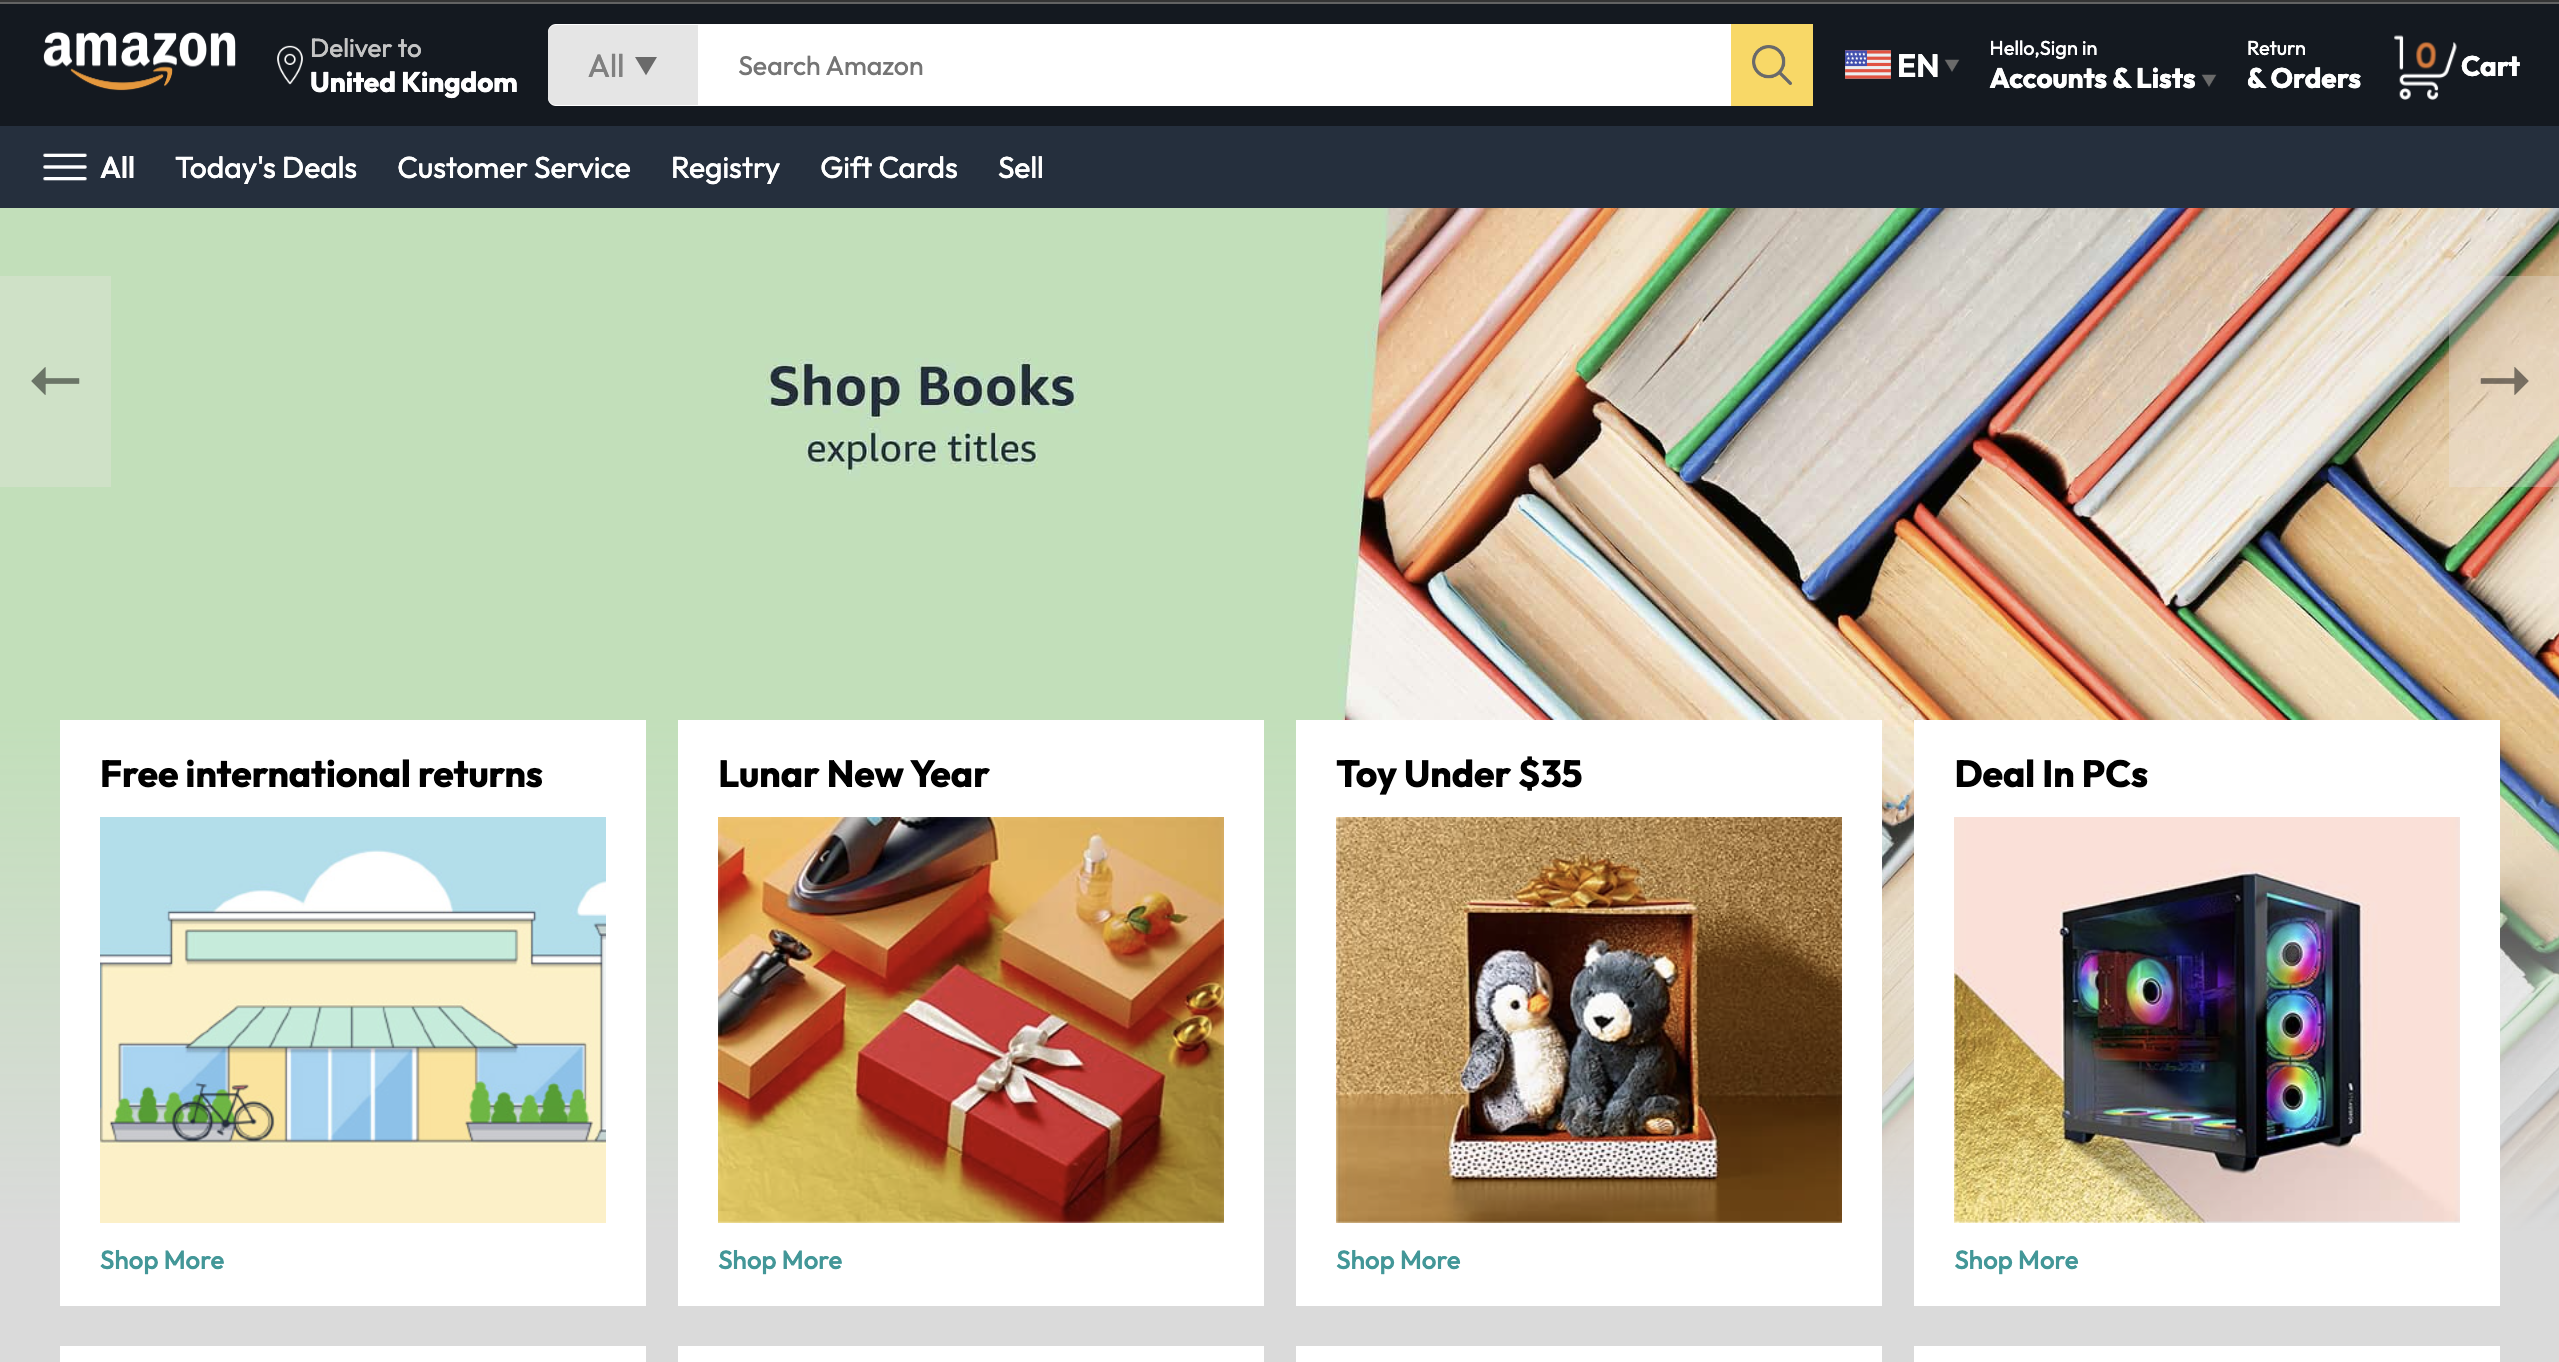 amazon
Deliver to
United Kingdom
All ▼
Search Amazon
EN
Hello,Sign in
Accounts & Lists
Return
& Orders
0
Cart
All
Today's Deals
Customer Service
Registry
Gift Cards
Sell
Shop Books
explore titles
Free international returns
Lunar New Year
Toy Under $35
Deal In PCs
Shop More
Shop More
Shop More
Shop More